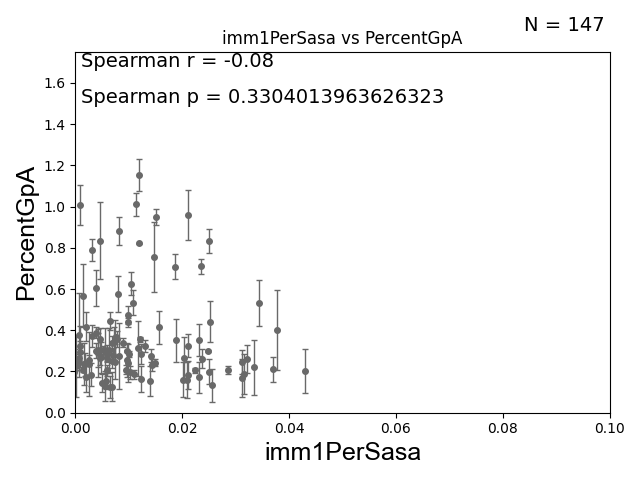 N = 147
imm1PerSasa vs PercentGpA
Spearman r = -0.08
Spearman p = 0.3304013963626323
1.6
1.4
1.2
1.0
0.8
0.6
0.4
0.2
0.0
PercentGpA
0.00 0.02 0.04 0.06 0.08 0.10
imm1PerSasa